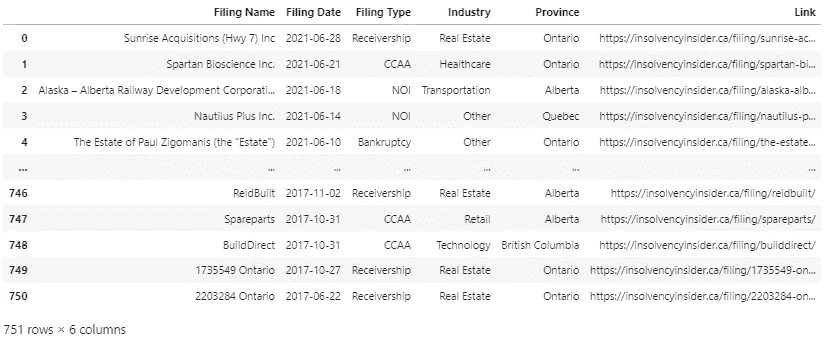 Filing Name Filing Date Filing Type Industry Province Link
0 Sunrise Acquisitions (Hwy 7) Inc 2021-06-28 Receivership Real Estate Ontario https://insolvencyinsider.ca/filing/sunrise-ac...
1 Spartan Bioscience Inc. 2021-06-21 CCAA Healthcare Ontario https://insolvencyinsider.ca/filing/spartan-bi...
2 Alaska – Alberta Railway Development Corporati... 2021-06-18 NOI Transportation Alberta https://insolvencyinsider.ca/filing/alaska-alb...
3 Nautilus Plus Inc. 2021-06-14 NOI Other Quebec https://insolvencyinsider.ca/filing/nautilus-p...
4 The Estate of Paul Zigomanis (the “Estate”) 2021-06-10 Bankruptcy Other Ontario https://insolvencyinsider.ca/filing/the-estate...
... ... ... ... ... ... ...
746 ReidBuilt 2017-11-02 Receivership Real Estate Alberta https://insolvencyinsider.ca/filing/reidbuilt/
747 Spareparts 2017-10-31 CCAA Retail Alberta https://insolvencyinsider.ca/filing/spareparts/
748 BuildDirect 2017-10-31 CCAA Technology British Columbia https://insolvencyinsider.ca/filing/builddirect/
749 1735549 Ontario 2017-10-27 Receivership Real Estate Ontario https://insolvencyinsider.ca/filing/1735549-on...
750 2203284 Ontario 2017-06-22 Receivership Real Estate Ontario https://insolvencyinsider.ca/filing/2203284-on...
751 rows × 6 columns